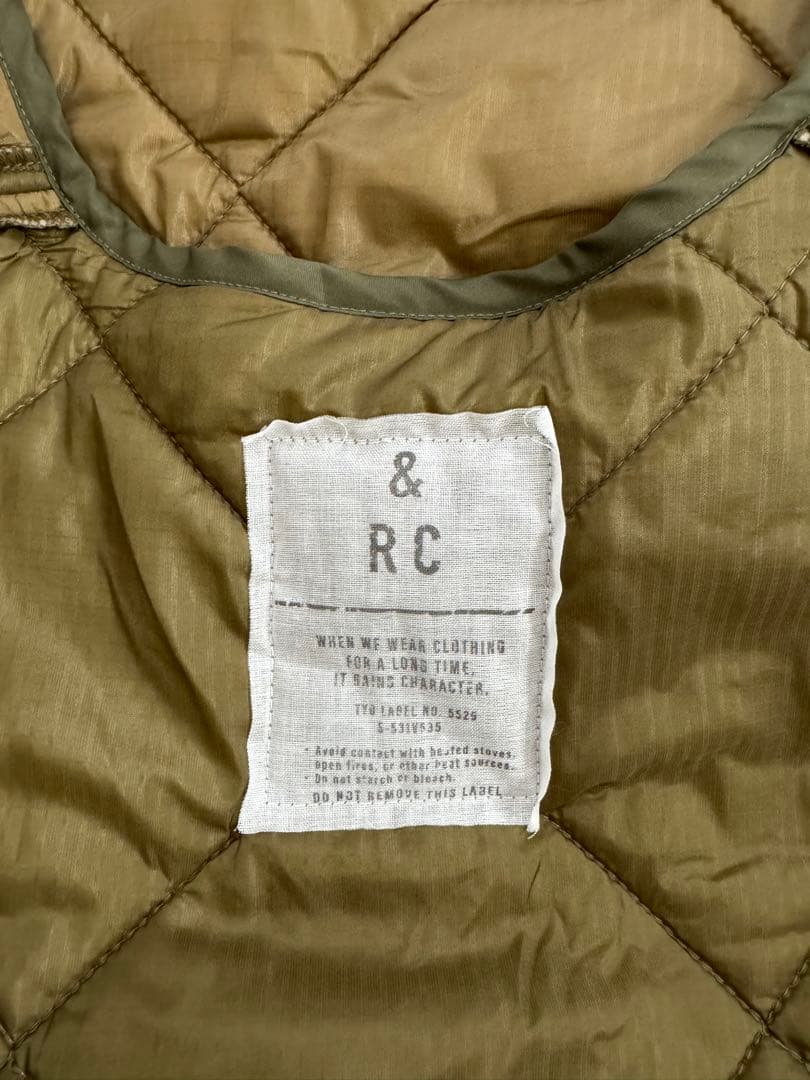 &
RC
WHEN WE WEAR CLOTHING
FOR A LONG TIME,
IT GAINS CHARACTER.
TYO LABEL NO. 5525
S-531V535
· Avoid contact with heated stoves,
open fires, or other heat sources.
· Do not starch or bleach.
DO NOT REMOVE THIS LABEL